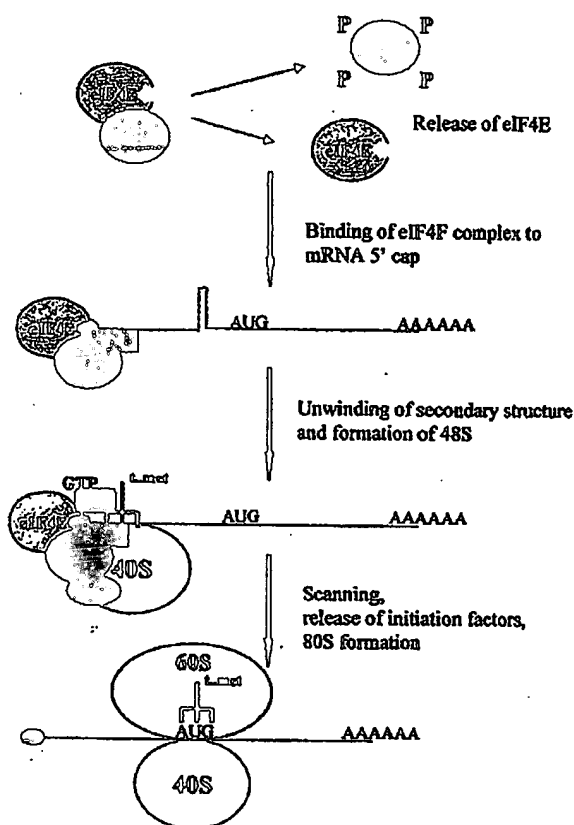 P P
P P
eIF4E
eIF4E
Release of eIF4E
Binding of eIF4F complex to
mRNA 5' cap
AUG AAAAAA
Unwinding of secondary structure
and formation of 48S
GTP
eIF4E
AUG AAAAAA
40S
Scanning,
release of initiation factors,
80S formation
60S
AUG
AAAAAA
40S